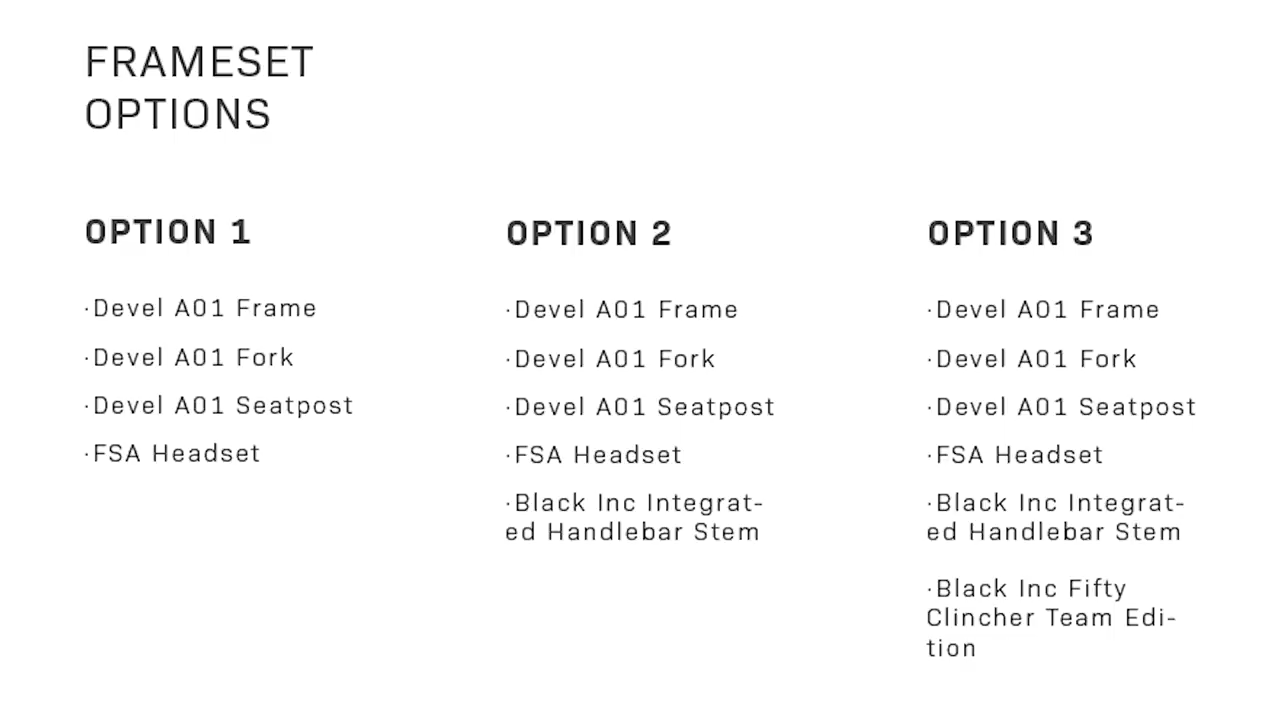 FRAMESET
OPTIONS
OPTION 1
·Devel A01 Frame
·Devel A01 Fork
·Devel A01 Seatpost
·FSA Headset
OPTION 2
·Devel A01 Frame
·Devel A01 Fork
·Devel A01 Seatpost
·FSA Headset
·Black Inc Integrat-
ed Handlebar Stem
OPTION 3
·Devel A01 Frame
·Devel A01 Fork
·Devel A01 Seatpost
·FSA Headset
·Black Inc Integrat-
ed Handlebar Stem
·Black Inc Fifty
Clincher Team Edi-
tion